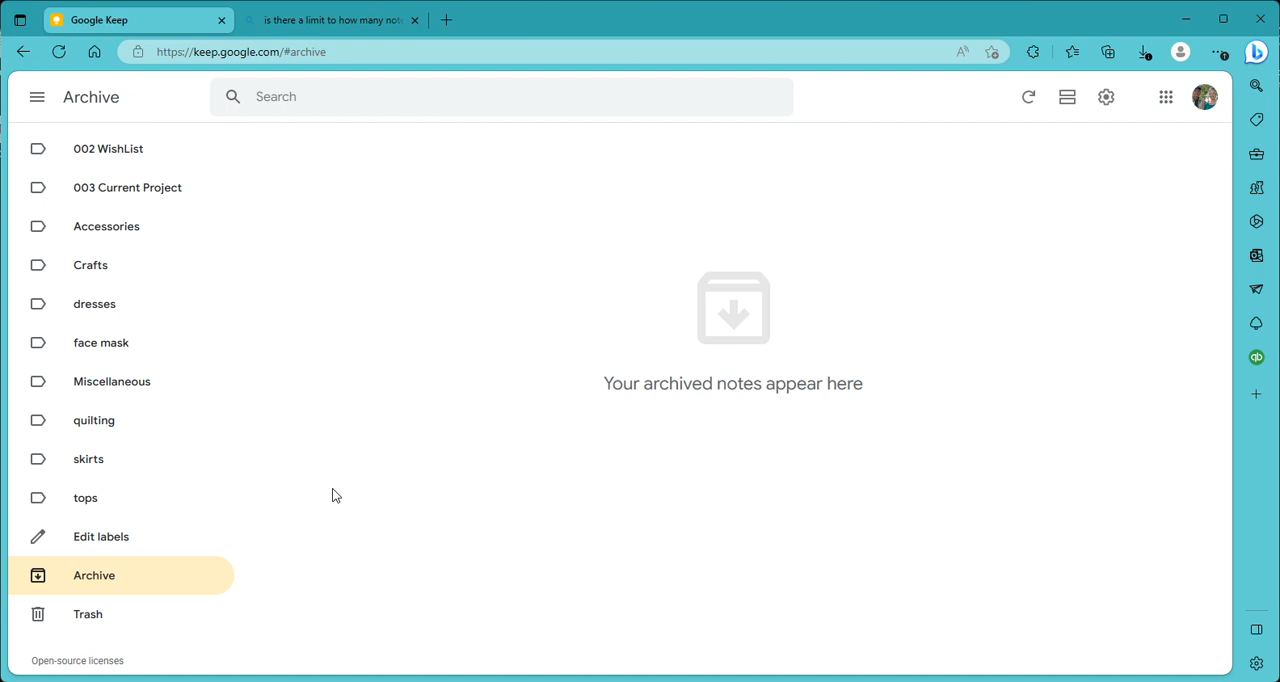 Google Keep
is there a limit to how many not
https://keep.google.com/#archive
Archive
Search
002 WishList
003 Current Project
Accessories
Crafts
dresses
face mask
Miscellaneous
quilting
skirts
tops
Edit labels
Archive
Trash
Open-source licenses
Your archived notes appear here
qb